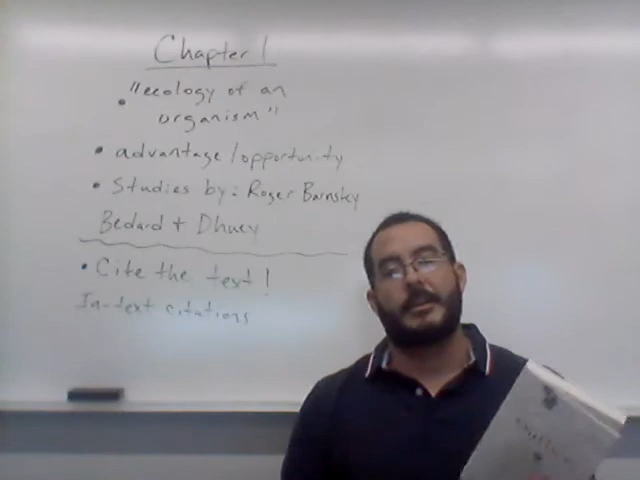 Chapter 1
• "ecology of an
organism"
• advantage/opportunity
• Studies by: Roger Barnsley
Bedard + Dhuey
• Cite the text!
In-text citations